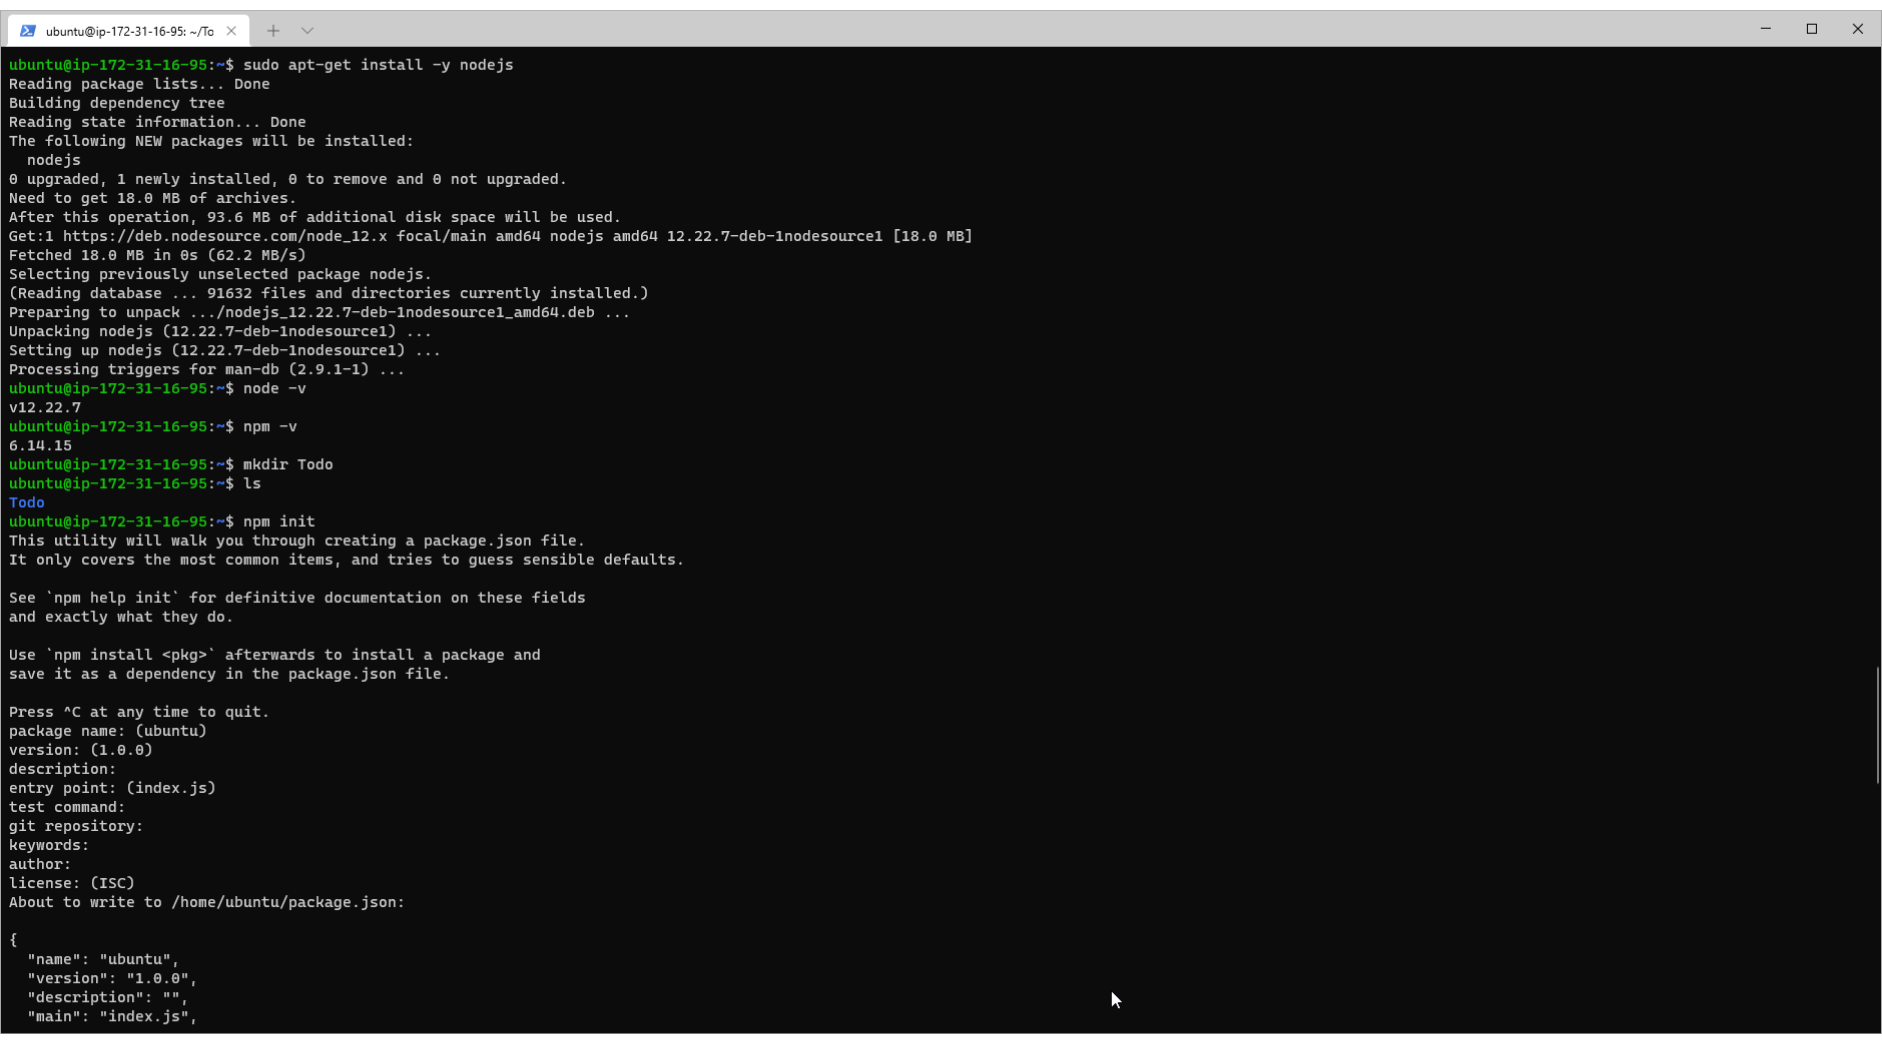 ubuntu@ip-172-31-16-95: ~/To
ubuntu@ip-172-31-16-95:~$ sudo apt-get install -y nodejs
Reading package lists... Done
Building dependency tree
Reading state information... Done
The following NEW packages will be installed:
  nodejs
0 upgraded, 1 newly installed, 0 to remove and 0 not upgraded.
Need to get 18.0 MB of archives.
After this operation, 93.6 MB of additional disk space will be used.
Get:1 https://deb.nodesource.com/node_12.x focal/main amd64 nodejs amd64 12.22.7-deb-1nodesource1 [18.0 MB]
Fetched 18.0 MB in 0s (62.2 MB/s)
Selecting previously unselected package nodejs.
(Reading database ... 91632 files and directories currently installed.)
Preparing to unpack .../nodejs_12.22.7-deb-1nodesource1_amd64.deb ...
Unpacking nodejs (12.22.7-deb-1nodesource1) ...
Setting up nodejs (12.22.7-deb-1nodesource1) ...
Processing triggers for man-db (2.9.1-1) ...
ubuntu@ip-172-31-16-95:~$ node -v
v12.22.7
ubuntu@ip-172-31-16-95:~$ npm -v
6.14.15
ubuntu@ip-172-31-16-95:~$ mkdir Todo
ubuntu@ip-172-31-16-95:~$ ls
Todo
ubuntu@ip-172-31-16-95:~$ npm init
This utility will walk you through creating a package.json file.
It only covers the most common items, and tries to guess sensible defaults.

See `npm help init` for definitive documentation on these fields
and exactly what they do.

Use `npm install <pkg>` afterwards to install a package and
save it as a dependency in the package.json file.

Press ^C at any time to quit.
package name: (ubuntu)
version: (1.0.0)
description:
entry point: (index.js)
test command:
git repository:
keywords:
author:
license: (ISC)
About to write to /home/ubuntu/package.json:

{
  "name": "ubuntu",
  "version": "1.0.0",
  "description": "",
  "main": "index.js",